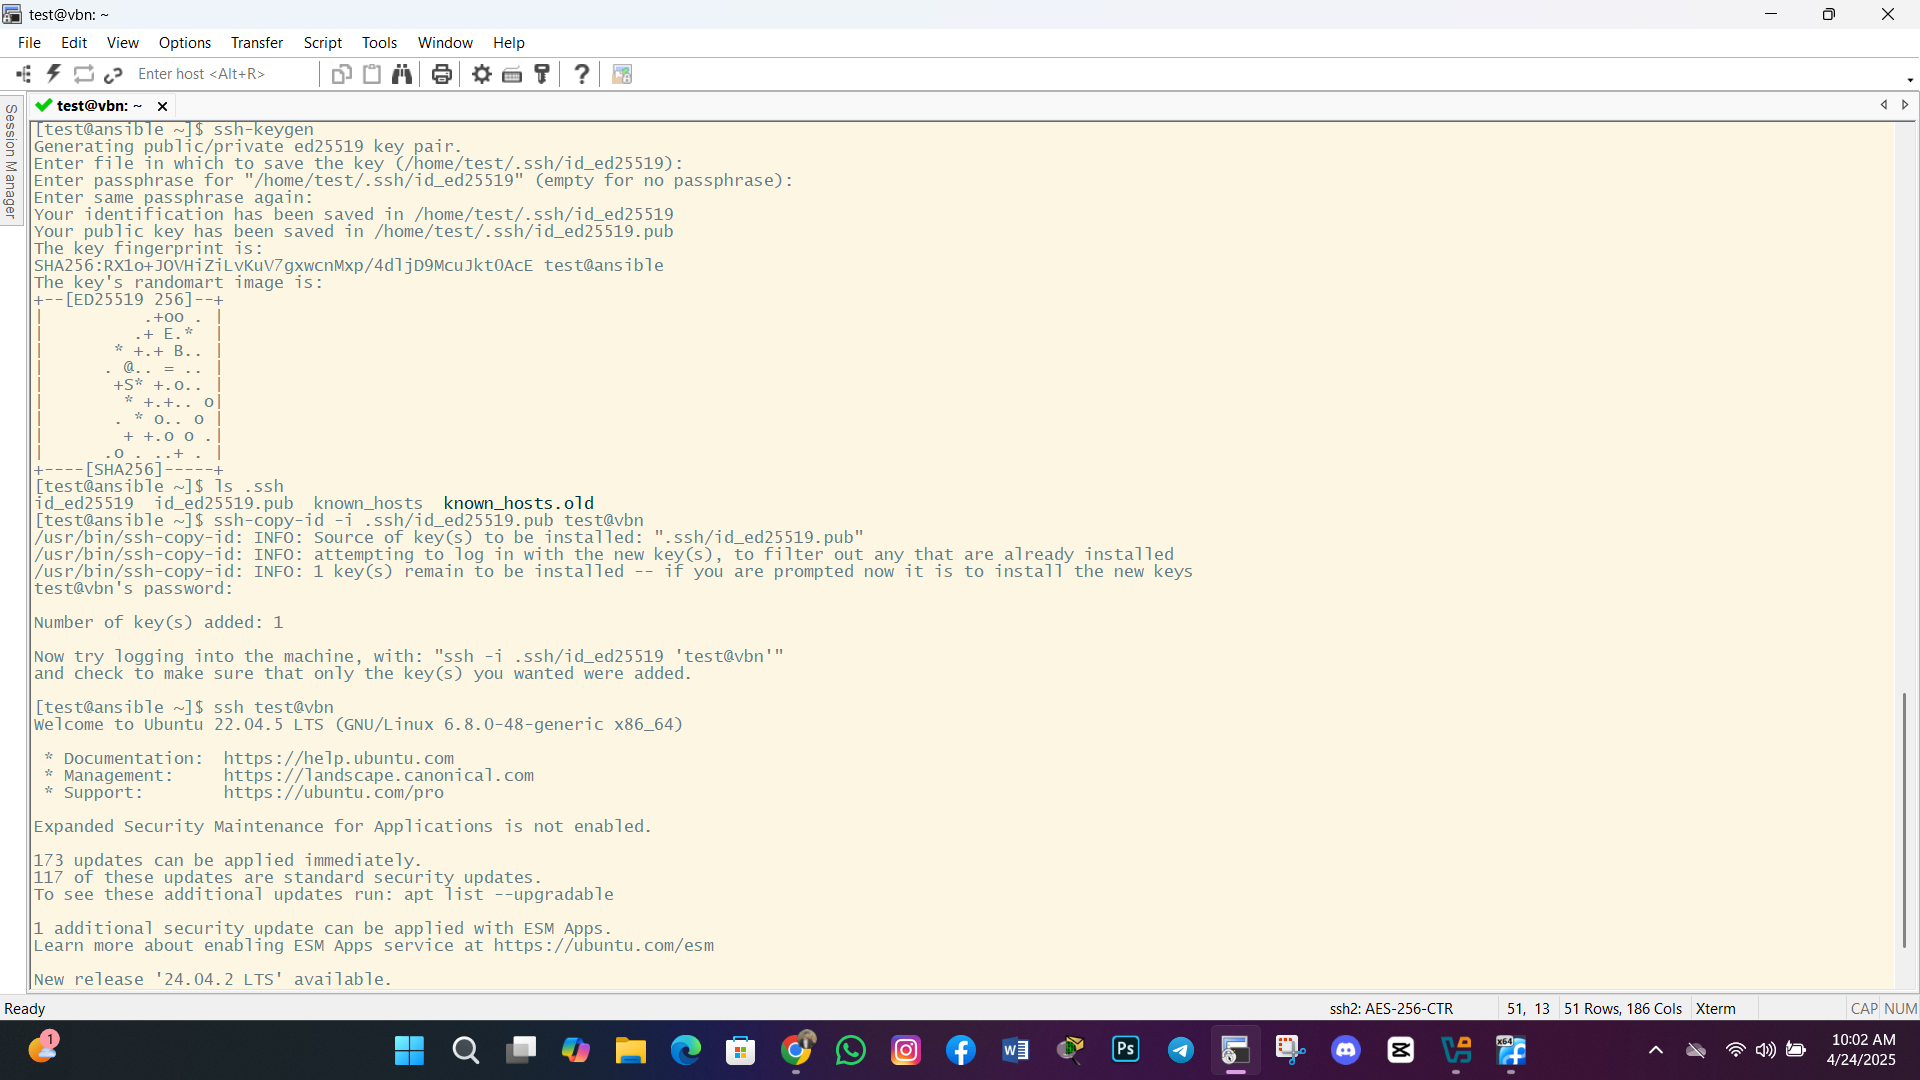 test@vbn: ~
File Edit View Options Transfer Script Tools Window Help
Enter host <Alt+R>
test@vbn: ~
Session Manager
[test@ansible ~]$ ssh-keygen
Generating public/private ed25519 key pair.
Enter file in which to save the key (/home/test/.ssh/id_ed25519):
Enter passphrase for "/home/test/.ssh/id_ed25519" (empty for no passphrase):
Enter same passphrase again:
Your identification has been saved in /home/test/.ssh/id_ed25519
Your public key has been saved in /home/test/.ssh/id_ed25519.pub
The key fingerprint is:
SHA256:RX1o+JOVHiZiLvKuV7gxwcnMxp/4dljD9McuJktOAcE test@ansible
The key's randomart image is:
+--[ED25519 256]--+
|          .+oo . |
|         .+ E.*  |
|       * +.+ B.. |
|      . @.. = .. |
|       +S* +.o.. |
|        * +.+.. o|
|       . * o.. o |
|        + +.o o .|
|      .o . ..+ . |
+----[SHA256]-----+
[test@ansible ~]$ ls .ssh
id_ed25519  id_ed25519.pub  known_hosts  known_hosts.old
[test@ansible ~]$ ssh-copy-id -i .ssh/id_ed25519.pub test@vbn
/usr/bin/ssh-copy-id: INFO: Source of key(s) to be installed: ".ssh/id_ed25519.pub"
/usr/bin/ssh-copy-id: INFO: attempting to log in with the new key(s), to filter out any that are already installed
/usr/bin/ssh-copy-id: INFO: 1 key(s) remain to be installed -- if you are prompted now it is to install the new keys
test@vbn's password:
Number of key(s) added: 1
Now try logging into the machine, with: "ssh -i .ssh/id_ed25519 'test@vbn'"
and check to make sure that only the key(s) you wanted were added.
[test@ansible ~]$ ssh test@vbn
Welcome to Ubuntu 22.04.5 LTS (GNU/Linux 6.8.0-48-generic x86_64)
* Documentation:  https://help.ubuntu.com
* Management:     https://landscape.canonical.com
* Support:        https://ubuntu.com/pro
Expanded Security Maintenance for Applications is not enabled.
173 updates can be applied immediately.
117 of these updates are standard security updates.
To see these additional updates run: apt list --upgradable
1 additional security update can be applied with ESM Apps.
Learn more about enabling ESM Apps service at https://ubuntu.com/esm
New release '24.04.2 LTS' available.
Ready ssh2: AES-256-CTR 51, 13 51 Rows, 186 Cols Xterm CAP NUM
1
Ps
x64
10:02 AM
4/24/2025